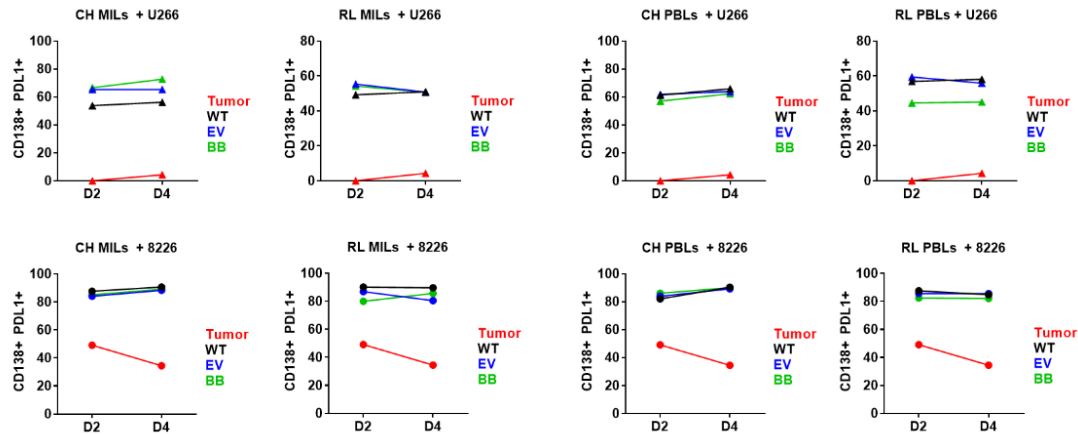 CH MILs + U266
100
80
60
40
20
0
CD138+ PDL1+
D2 D4
Tumor
WT
EV
BB
RL MILs + U266
80
60
40
20
0
CD138+ PDL1+
D2 D4
Tumor
WT
EV
BB
CH PBLs + U266
100
80
60
40
20
0
CD138+ PDL1+
D2 D4
Tumor
WT
EV
BB
RL PBLs + U266
80
60
40
20
0
CD138+ PDL1+
D2 D4
Tumor
WT
EV
BB
CH MILs + 8226
100
80
60
40
20
0
CD138+ PDL1+
D2 D4
Tumor
WT
EV
BB
RL MILs + 8226
100
80
60
40
20
0
CD138+ PDL1+
D2 D4
Tumor
WT
EV
BB
CH PBLs + 8226
100
80
60
40
20
0
CD138+ PDL1+
D2 D4
Tumor
WT
EV
BB
RL PBLs + 8226
100
80
60
40
20
0
CD138+ PDL1+
D2 D4
Tumor
WT
EV
BB